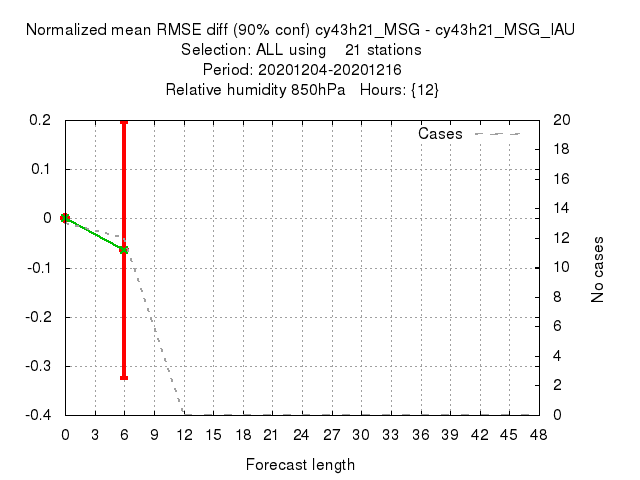 Normalized mean RMSE diff (90% conf) cy43h21_MSG - cy43h21_MSG_IAU
Selection: ALL using    21 stations
Period: 20201204-20201216
Relative humidity 850hPa   Hours: {12}
0.2
0.1
0
-0.1
-0.2
-0.3
-0.4
Cases
20
18
16
14
12
10
8
6
4
2
0
No cases
0 3 6 9 12 15 18 21 24 27 30 33 36 39 42 45 48
Forecast length